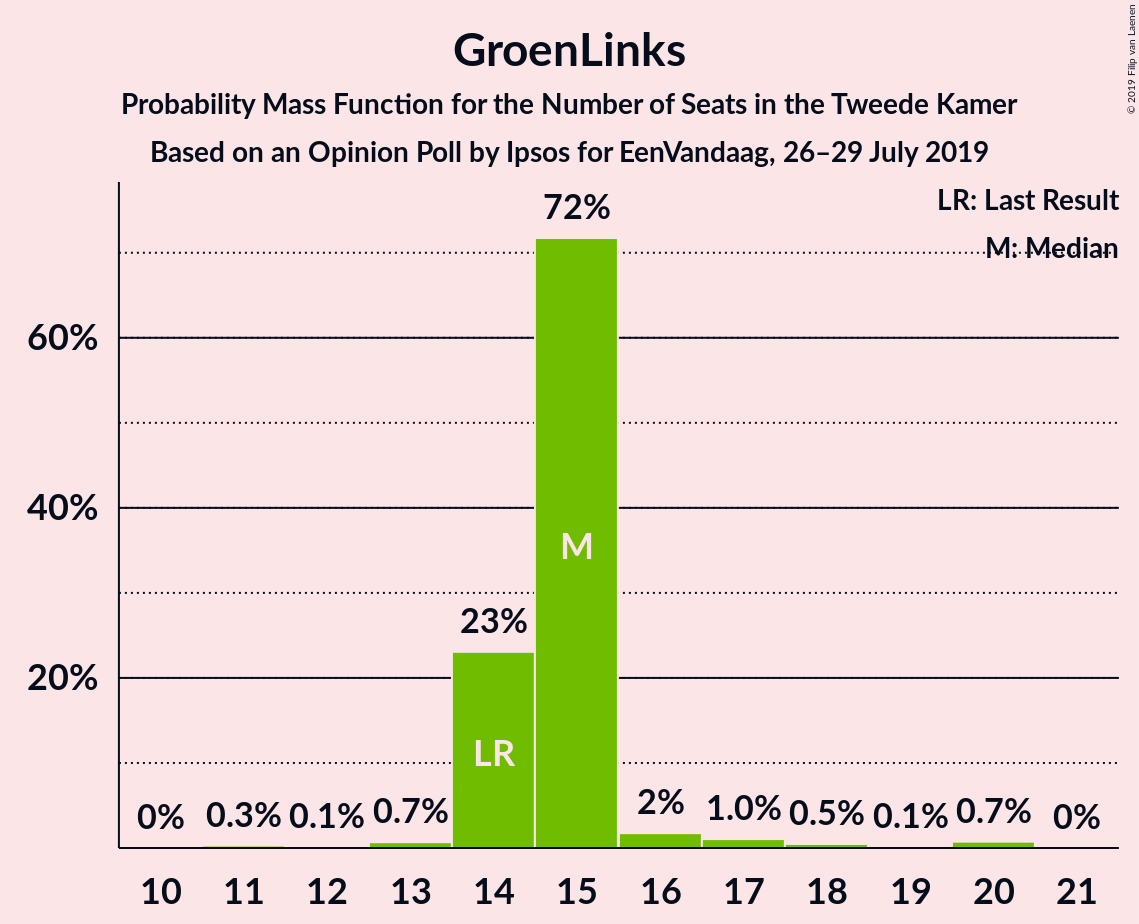 GroenLinks
Probability Mass Function for the Number of Seats in the Tweede Kamer
Based on an Opinion Poll by Ipsos for EenVandaag, 26–29 July 2019
© 2019 Filip van Laenen
LR: Last Result
M: Median
60%
40%
20%
0%
0.3%
0.1%
0.7%
23%
72%
2%
1.0%
0.5%
0.1%
0.7%
0%
LR
M
10 11 12 13 14 15 16 17 18 19 20 21